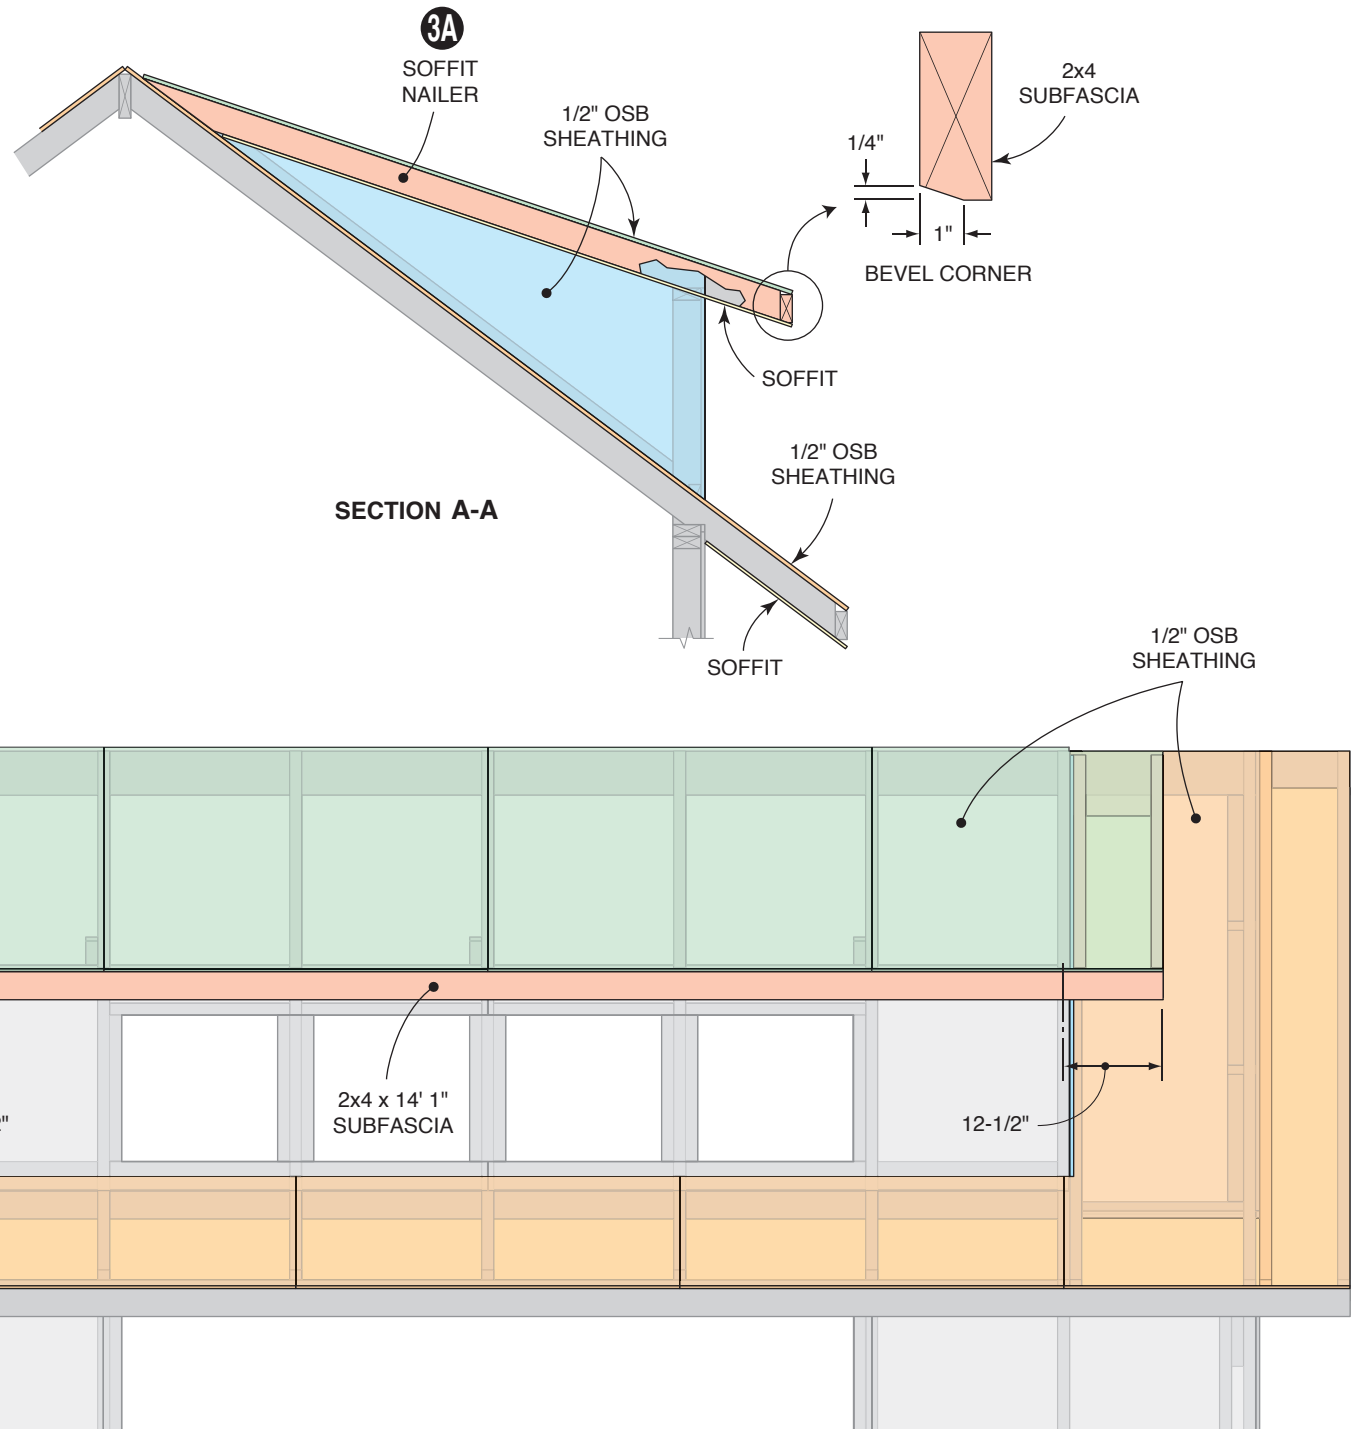 3A
SOFFIT
NAILER
1/2" OSB
SHEATHING
2x4
SUBFASCIA
1/4"
1"
BEVEL CORNER
SOFFIT
1/2" OSB
SHEATHING
SECTION A-A
SOFFIT
1/2" OSB
SHEATHING
2x4 x 14' 1"
SUBFASCIA
12-1/2"